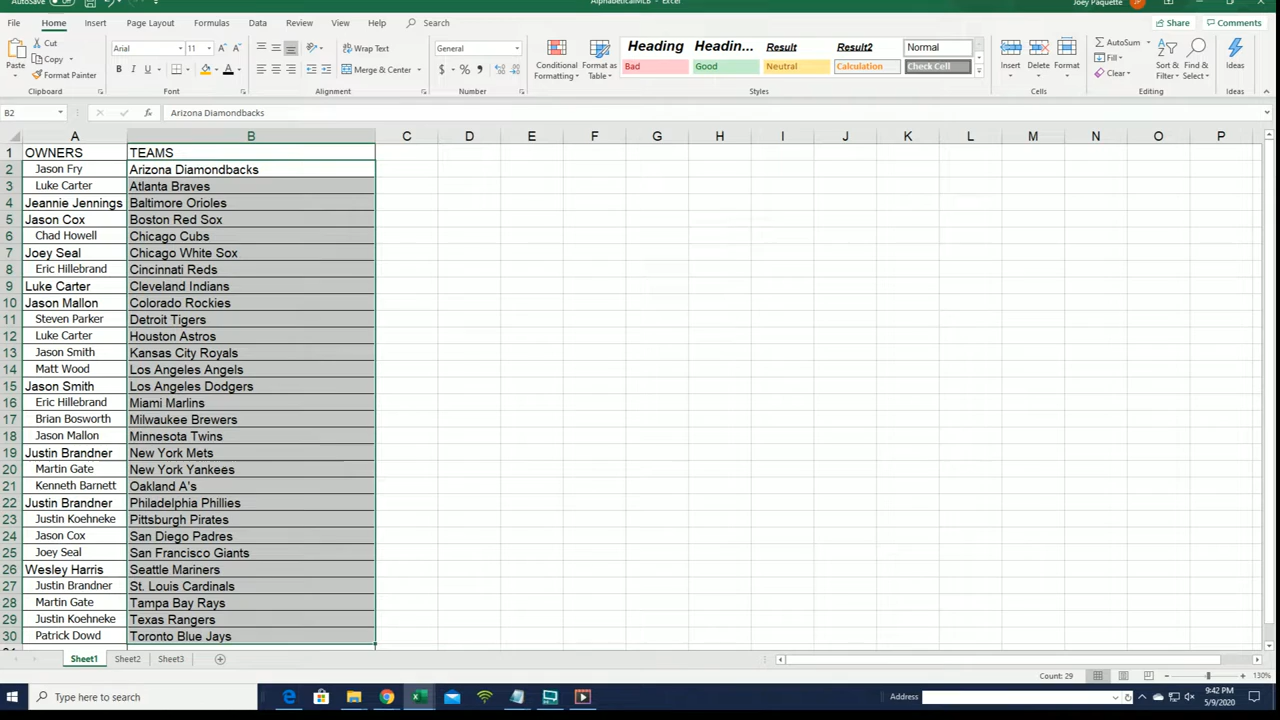 AutoSave Off AlphabeticalMLB - Excel Joey Paquette JP
File Home Insert Page Layout Formulas Data Review View Help Search Share Comments
Paste Cut Copy Format Painter Clipboard
Arial 11 B I U Font
Wrap Text Merge & Center Alignment
General $ % Number
Conditional Formatting Format as Table
Heading Headin... Result Result2 Normal
Bad Good Neutral Calculation Check Cell
Styles
Insert Delete Format Cells
AutoSum Fill Clear Sort & Filter Find & Select Editing
Ideas Ideas
B2 fx Arizona Diamondbacks
A B C D E F G H I J K L M N O P
1 OWNERS TEAMS
2 Jason Fry Arizona Diamondbacks
3 Luke Carter Atlanta Braves
4 Jeannie Jennings Baltimore Orioles
5 Jason Cox Boston Red Sox
6 Chad Howell Chicago Cubs
7 Joey Seal Chicago White Sox
8 Eric Hillebrand Cincinnati Reds
9 Luke Carter Cleveland Indians
10 Jason Mallon Colorado Rockies
11 Steven Parker Detroit Tigers
12 Luke Carter Houston Astros
13 Jason Smith Kansas City Royals
14 Matt Wood Los Angeles Angels
15 Jason Smith Los Angeles Dodgers
16 Eric Hillebrand Miami Marlins
17 Brian Bosworth Milwaukee Brewers
18 Jason Mallon Minnesota Twins
19 Justin Brandner New York Mets
20 Martin Gate New York Yankees
21 Kenneth Barnett Oakland A's
22 Justin Brandner Philadelphia Phillies
23 Justin Koehneke Pittsburgh Pirates
24 Jason Cox San Diego Padres
25 Joey Seal San Francisco Giants
26 Wesley Harris Seattle Mariners
27 Justin Brandner St. Louis Cardinals
28 Martin Gate Tampa Bay Rays
29 Justin Koehneke Texas Rangers
30 Patrick Dowd Toronto Blue Jays
Sheet1 Sheet2 Sheet3
Count: 29 130%
Type here to search Address 9:42 PM
5/9/2020